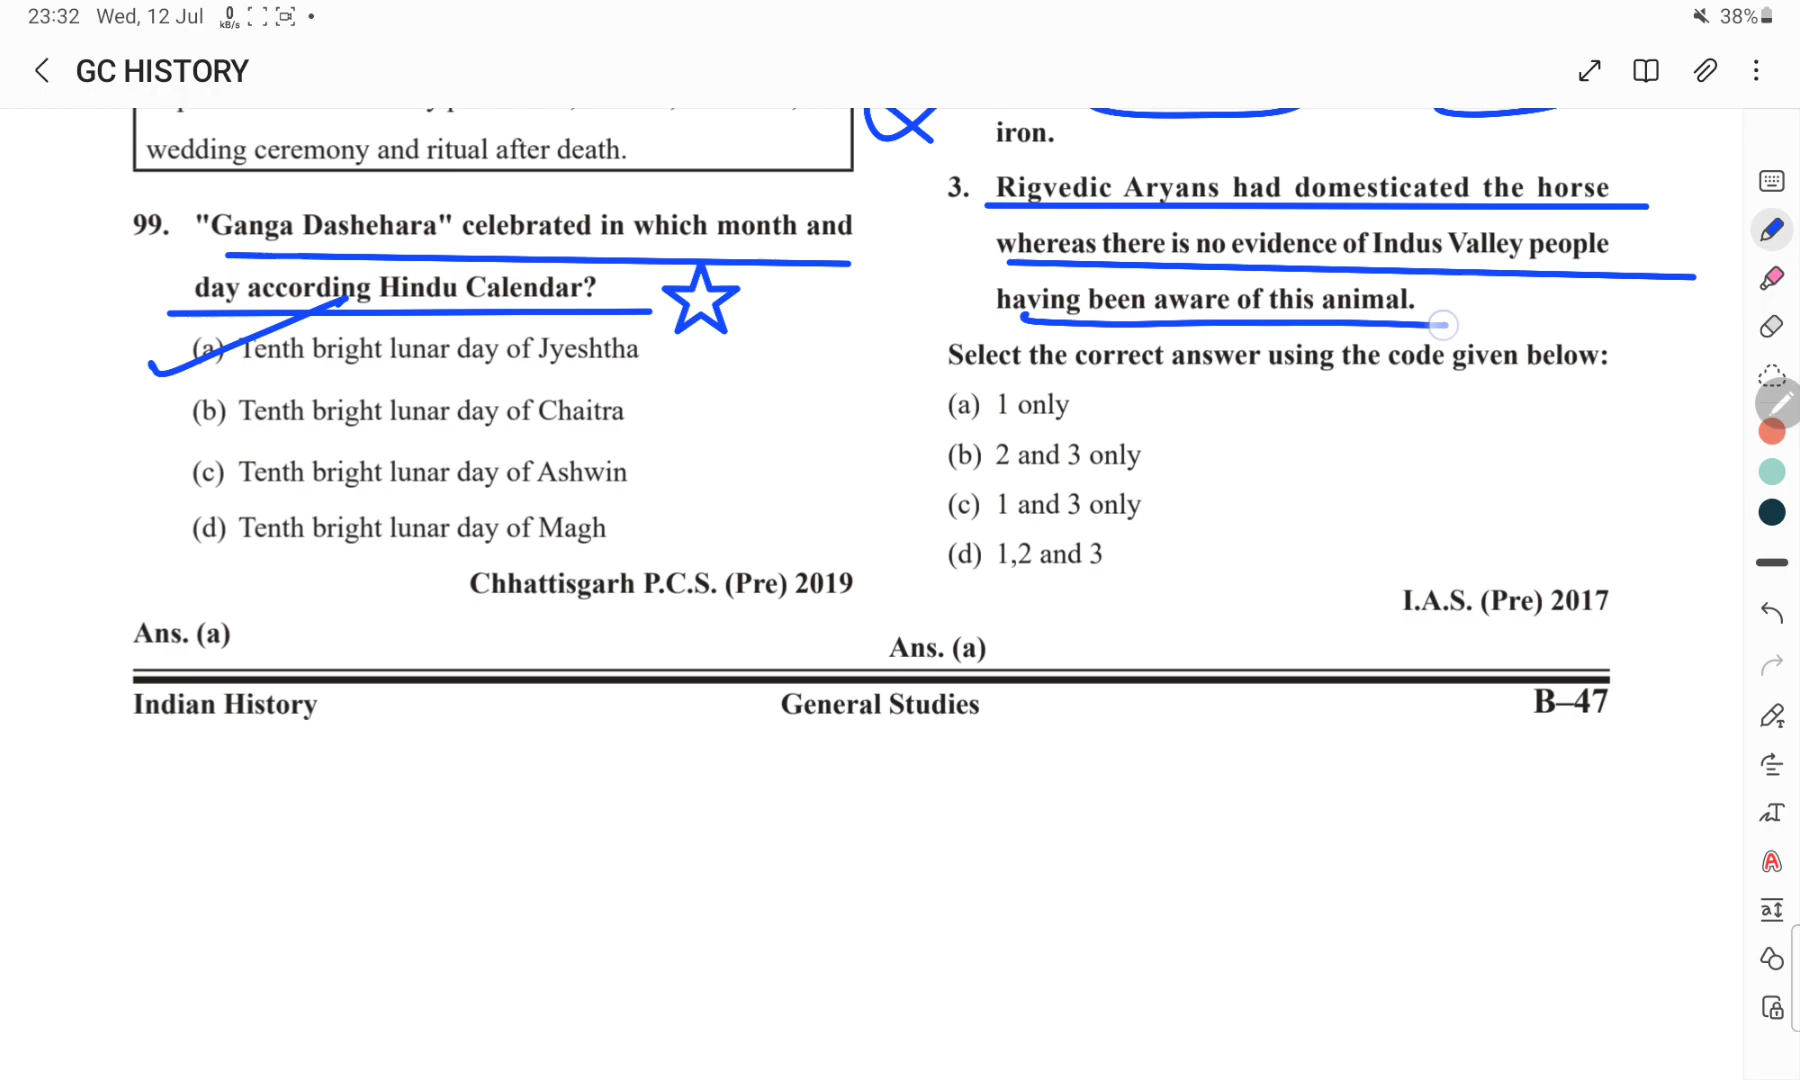 23:32 Wed, 12 Jul 0 kB/s 38%
GC HISTORY
wedding ceremony and ritual after death.
99. "Ganga Dashehara" celebrated in which month and
day according Hindu Calendar?
(a) Tenth bright lunar day of Jyeshtha
(b) Tenth bright lunar day of Chaitra
(c) Tenth bright lunar day of Ashwin
(d) Tenth bright lunar day of Magh
Chhattisgarh P.C.S. (Pre) 2019
Ans. (a)
iron.
3. Rigvedic Aryans had domesticated the horse
whereas there is no evidence of Indus Valley people
having been aware of this animal.
Select the correct answer using the code given below:
(a) 1 only
(b) 2 and 3 only
(c) 1 and 3 only
(d) 1,2 and 3
I.A.S. (Pre) 2017
Ans. (a)
Indian History General Studies B–47